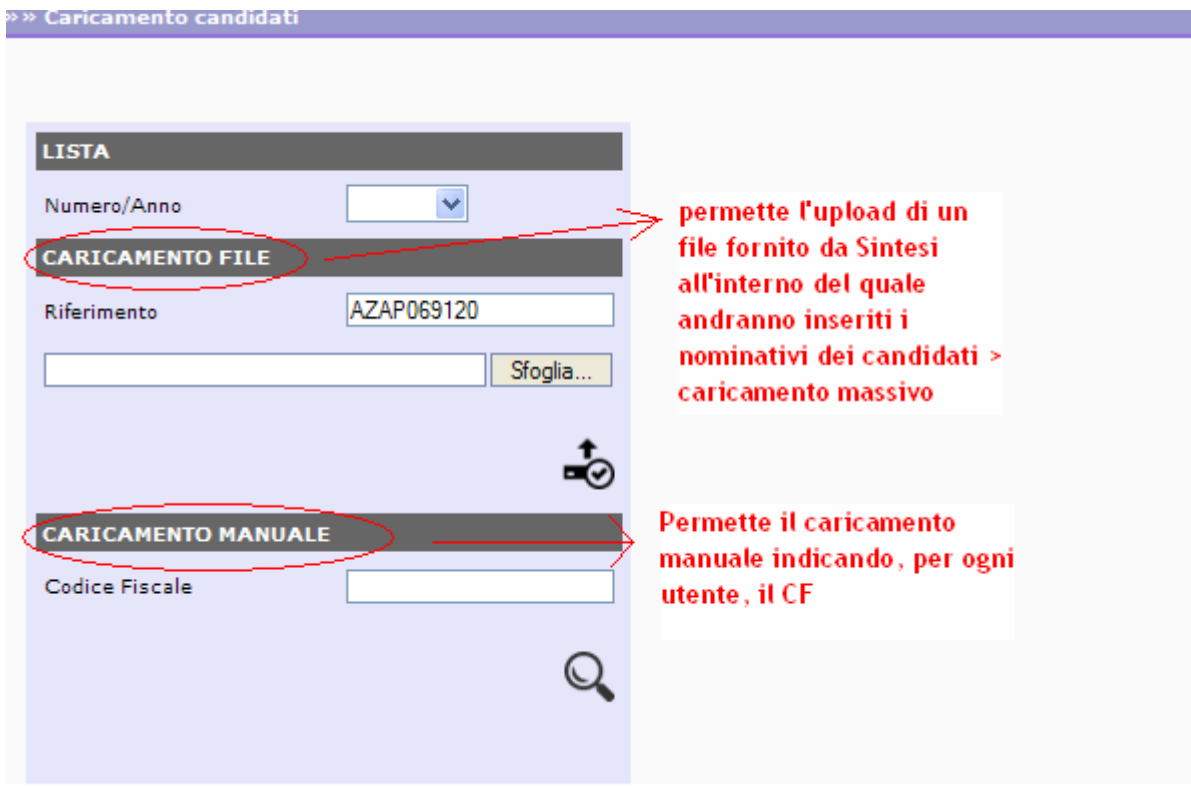 »» Caricamento candidati
LISTA
Numero/Anno
CARICAMENTO FILE
Riferimento
AZAP069120
Sfoglia...
permette l'upload di un
file fornito da Sintesi
all'interno del quale
andranno inseriti i
nominativi dei candidati >
caricamento massivo
CARICAMENTO MANUALE
Codice Fiscale
Permette il caricamento
manuale indicando, per ogni
utente, il CF